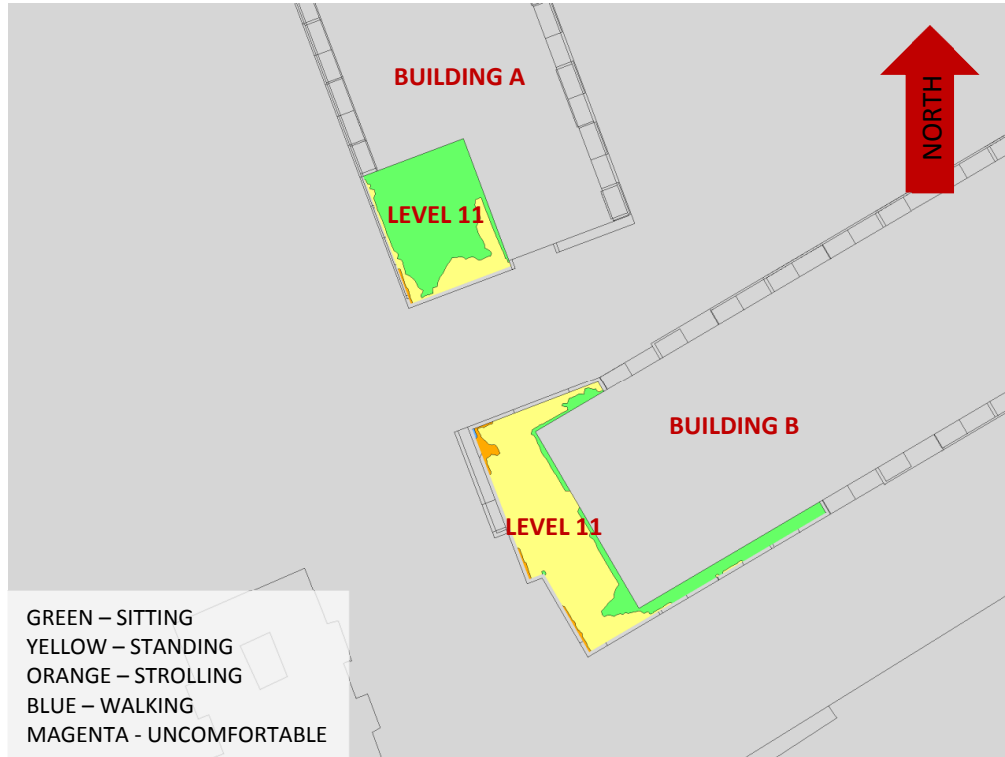 BUILDING A
NORTH
LEVEL 11
BUILDING B
LEVEL 11
GREEN – SITTING
YELLOW – STANDING
ORANGE – STROLLING
BLUE – WALKING
MAGENTA - UNCOMFORTABLE